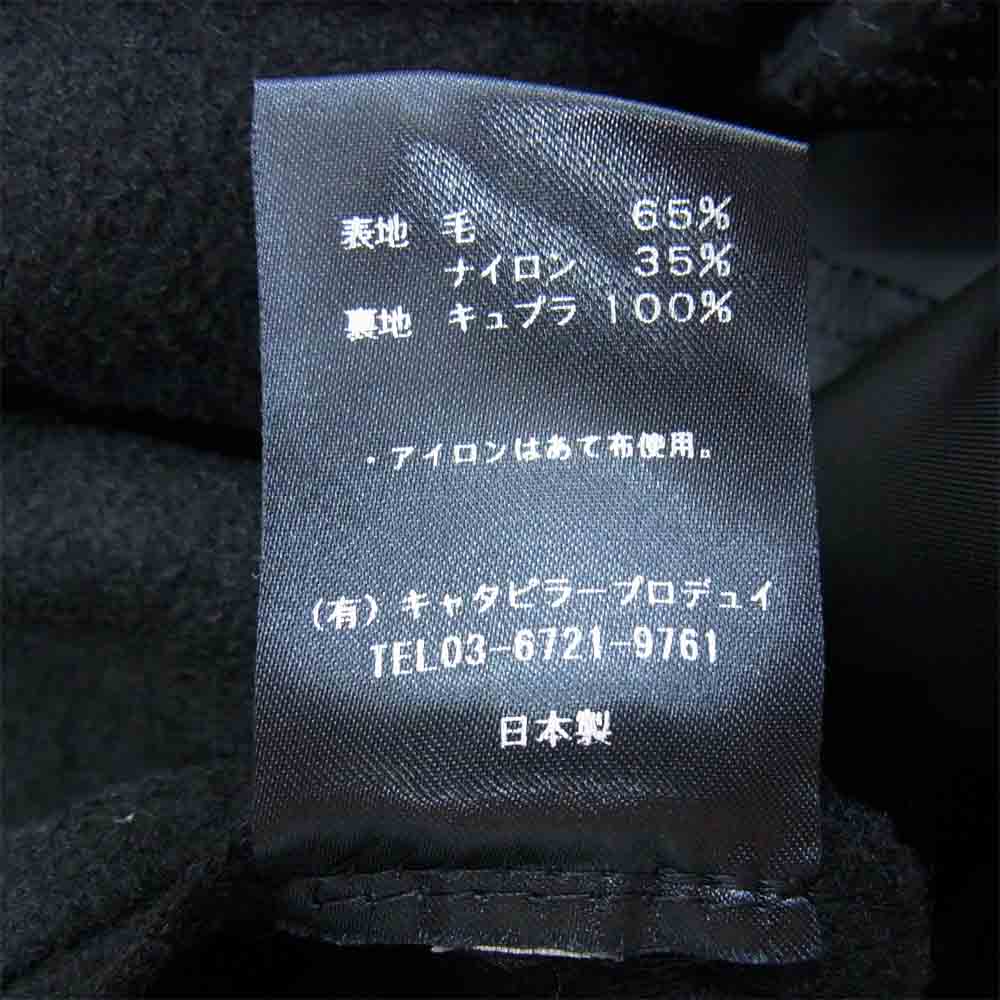 表地 毛 65%
ナイロン 35%
裏地 キュプラ 100%
・アイロンはあて布使用。
(有) キャタピラープロデュイ
TEL03-6721-9761
日本製